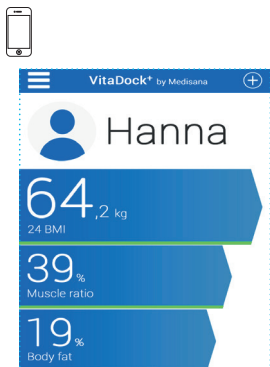 VitaDock⁺ by Medisana
Hanna
64,2 kg
24 BMI
39%
Muscle ratio
19%
Body fat